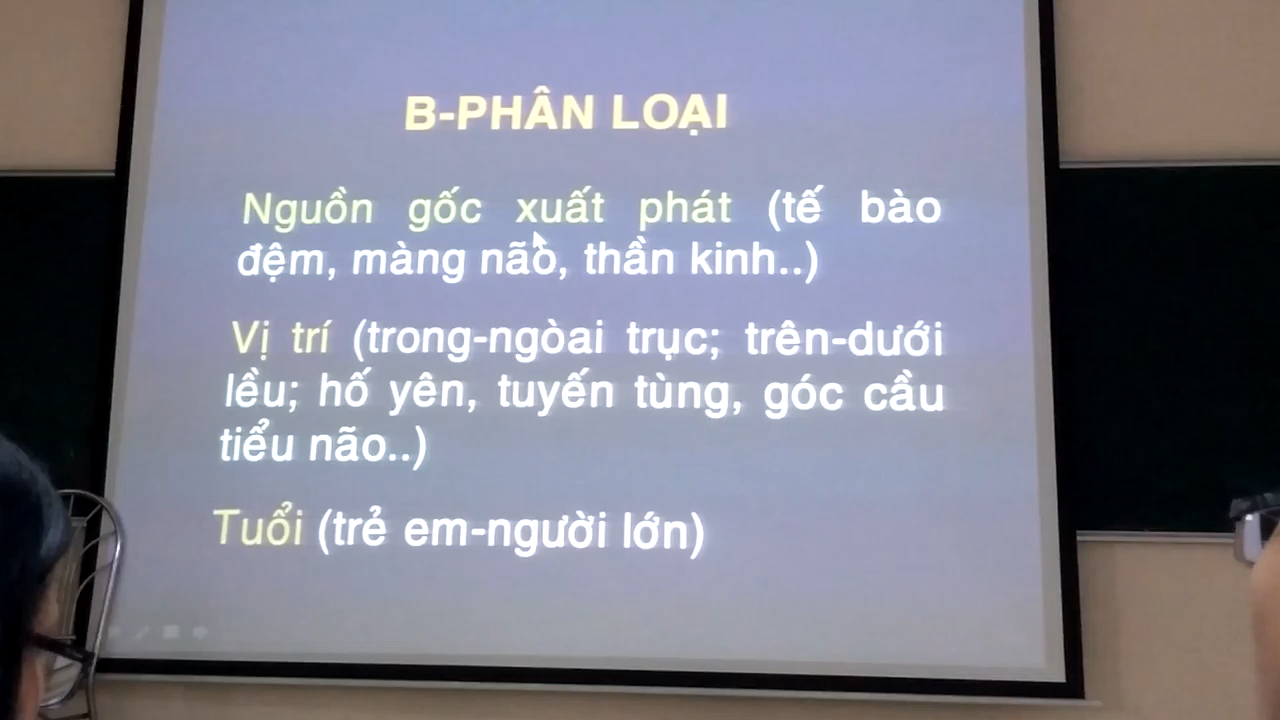 B-PHÂN LOẠI
Nguồn gốc xuất phát (tế bào
đệm, màng não, thần kinh..)
Vị trí (trong-ngòai trục; trên-dưới
lều; hố yên, tuyến tùng, góc cầu
tiểu não..)
Tuổi (trẻ em-người lớn)